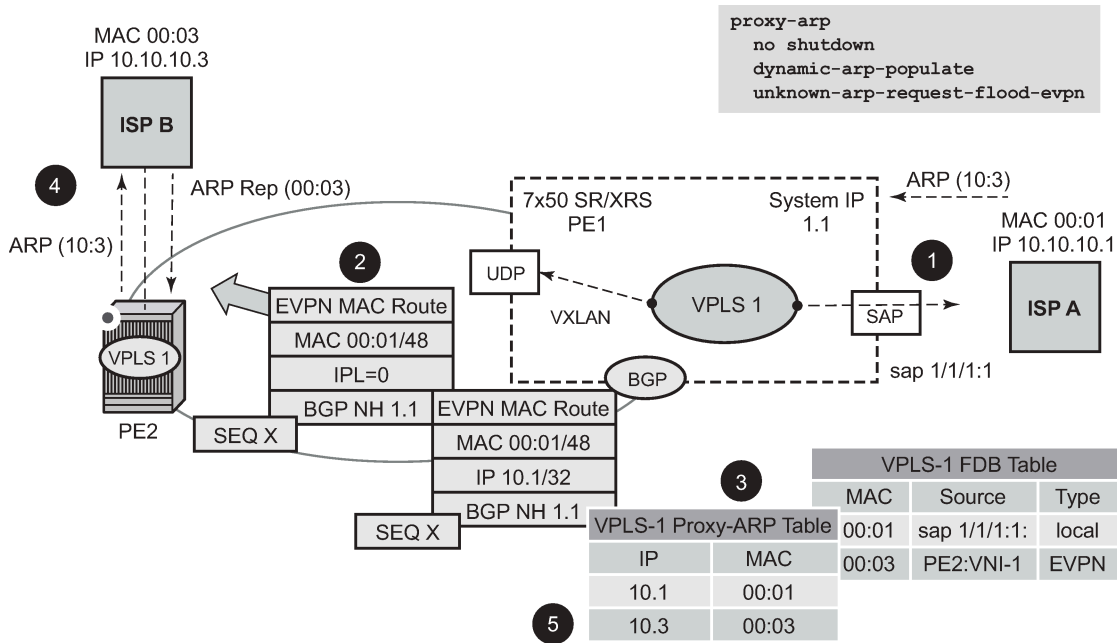 proxy-arp
no shutdown
dynamic-arp-populate
unknown-arp-request-flood-evpn
MAC 00:03
IP 10.10.10.3
ISP B
4
ARP Rep (00:03)
ARP (10:3)
7x50 SR/XRS
PE1
System IP
1.1
ARP (10:3)
MAC 00:01
IP 10.10.10.1
1
2
UDP
VXLAN
VPLS 1
SAP
ISP A
sap 1/1/1:1
BGP
EVPN MAC Route
MAC 00:01/48
IPL=0
BGP NH 1.1
SEQ X
VPLS 1
PE2
EVPN MAC Route
MAC 00:01/48
IP 10.1/32
BGP NH 1.1
SEQ X
3
VPLS-1 FDB Table
MAC Source Type
00:01 sap 1/1/1:1: local
00:03 PE2:VNI-1 EVPN
VPLS-1 Proxy-ARP Table
IP MAC
10.1 00:01
10.3 00:03
5